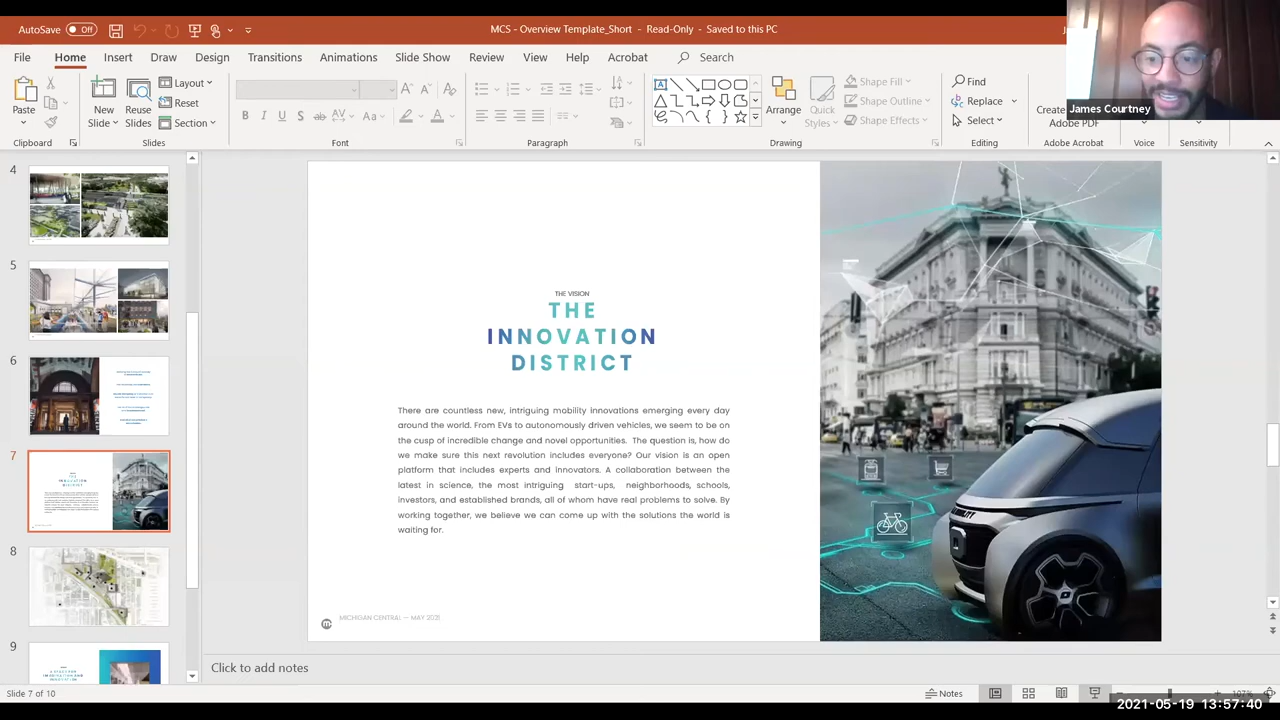 AutoSave Off MCS - Overview Template_Short - Read-Only - Saved to this PC
File Home Insert Draw Design Transitions Animations Slide Show Review View Help Acrobat Search
Paste New Slide Reuse Slides Layout Reset Section Arrange Quick Styles Shape Fill Shape Outline Shape Effects Find Replace Select
Adobe PDF
James Courtney
Clipboard Slides Font Paragraph Drawing Editing Adobe Acrobat Voice Sensitivity
4
5
6
7
8
9
THE VISION
THE
INNOVATION
DISTRICT
There are countless new, intriguing mobility innovations emerging every day
around the world. From EVs to autonomously driven vehicles, we seem to be on
the cusp of incredible change and novel opportunities. The question is, how do
we make sure this next revolution includes everyone? Our vision is an open
platform that includes experts and innovators. A collaboration between the
latest in science, the most intriguing start-ups, neighborhoods, schools,
investors, and established brands, all of whom have real problems to solve. By
working together, we believe we can come up with the solutions the world is
waiting for.
MICHIGAN CENTRAL — MAY 2021
Click to add notes
Slide 7 of 10 Notes 107%
2021-05-19 13:57:40